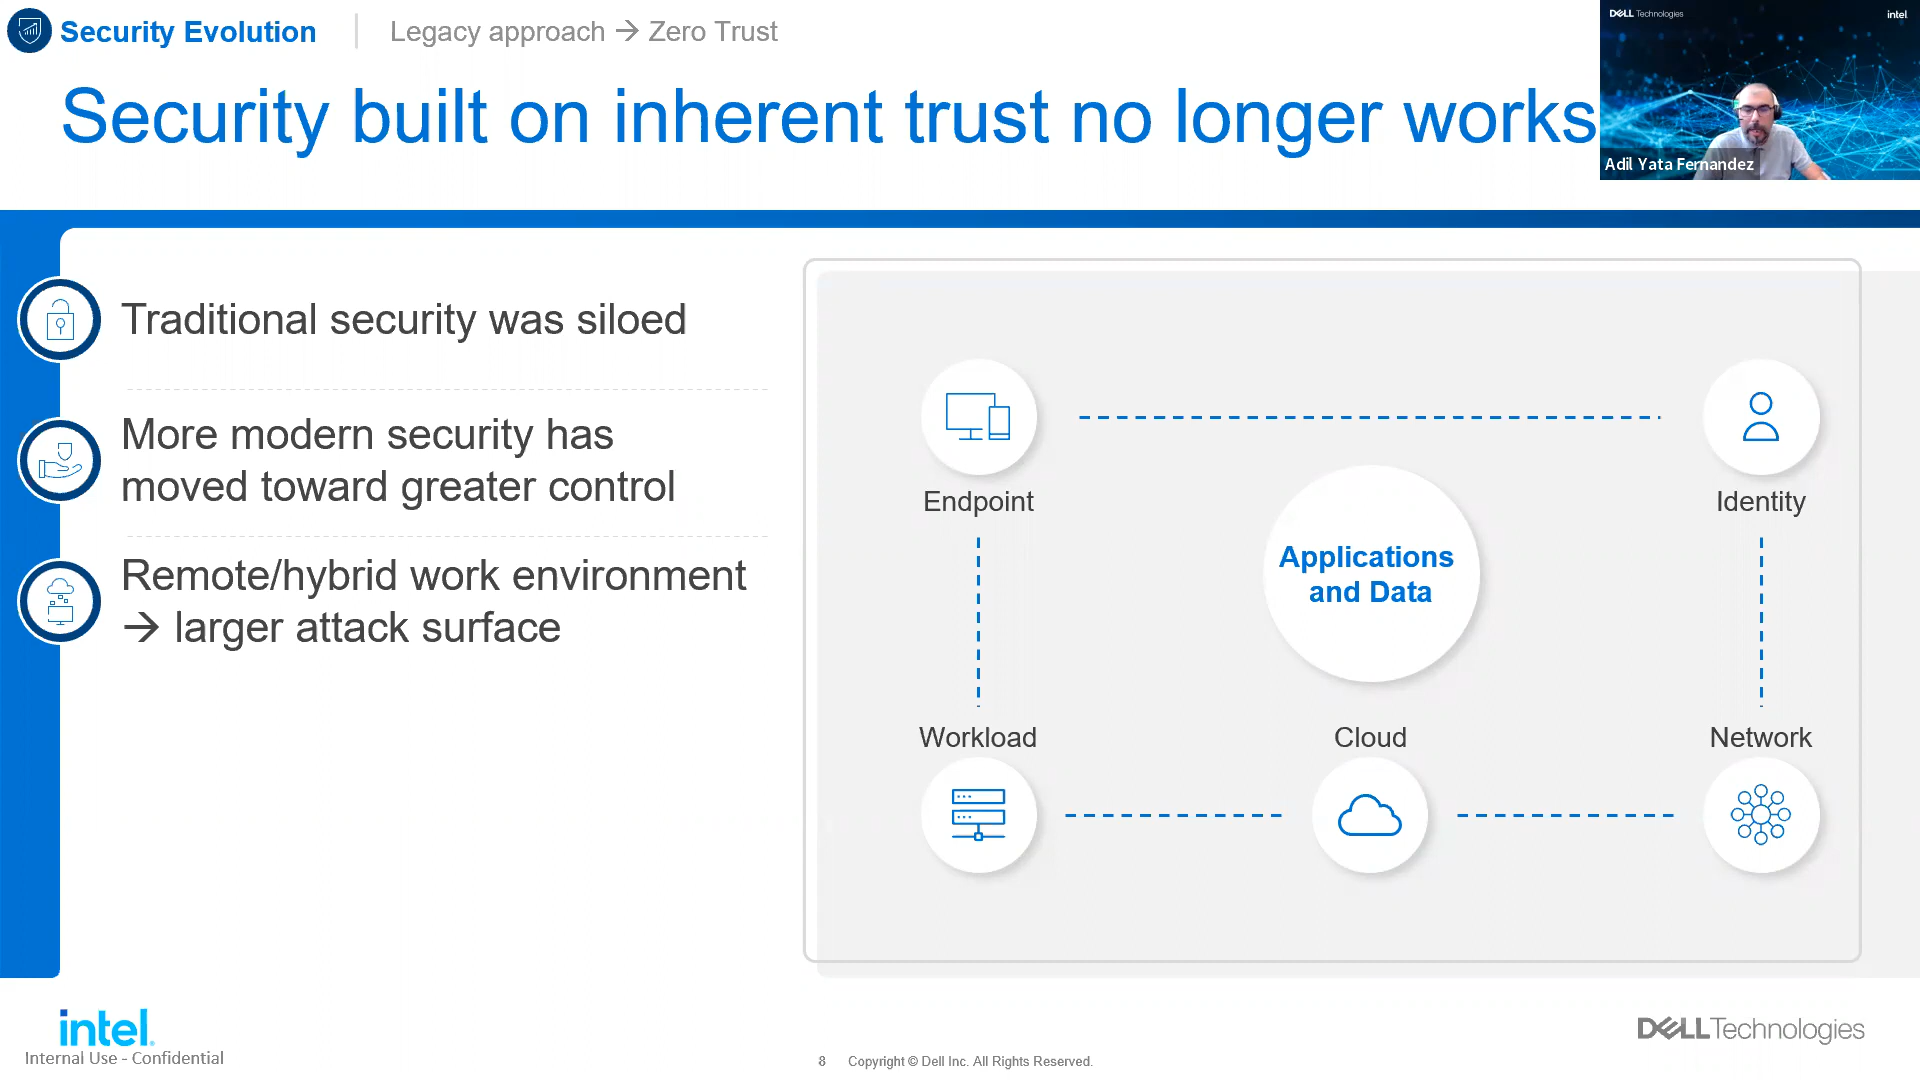 Security Evolution
Legacy approach → Zero Trust
Security built on inherent trust no longer works
DELL Technologies
intel
Adil Yata Fernandez
Traditional security was siloed
More modern security has
moved toward greater control
Remote/hybrid work environment
→ larger attack surface
Endpoint
Identity
Applications
and Data
Workload
Cloud
Network
intel.
Internal Use - Confidential
8
Copyright © Dell Inc. All Rights Reserved.
DELL Technologies